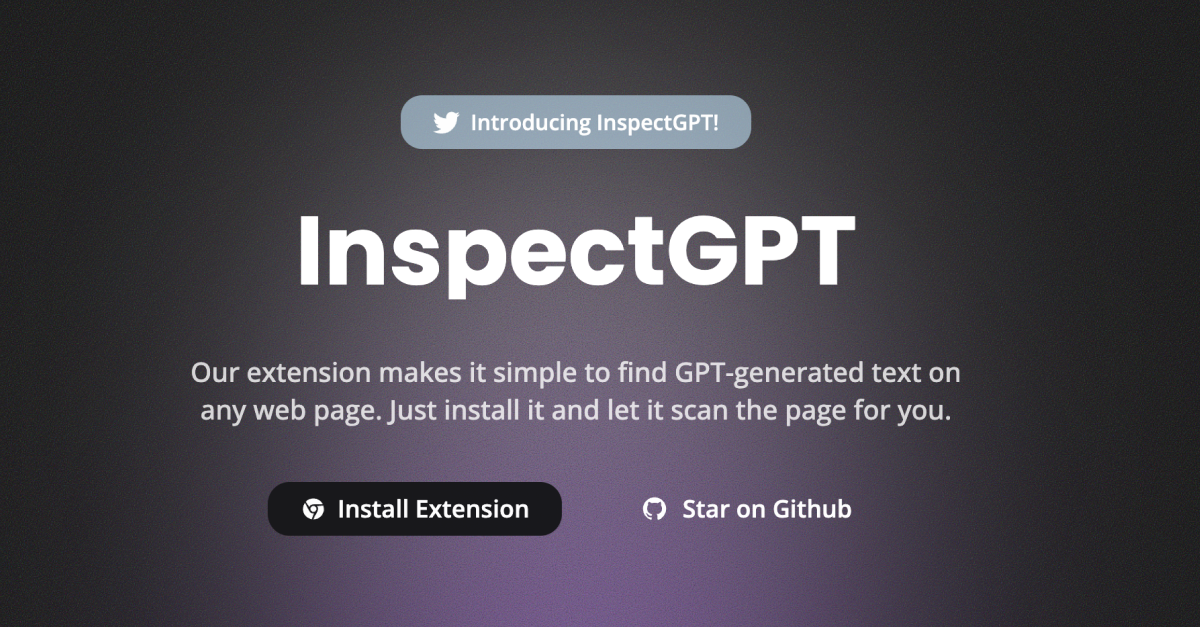 Introducing InspectGPT!
InspectGPT
Our extension makes it simple to find GPT-generated text on
any web page. Just install it and let it scan the page for you.
Install Extension
Star on Github